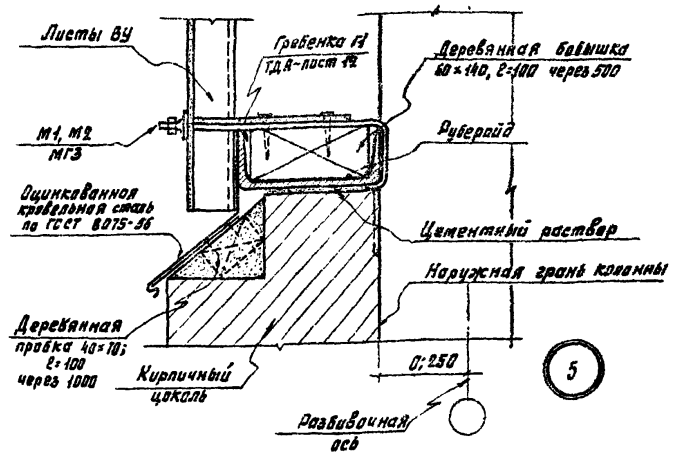 Листы ВУ
Гребенка Г1
ТДА-лист 12
Деревянная бобышка
60×140, ℓ=100 через 500
М1, М2
МГ3
Рубероид
Оцинкованная
кровельная сталь
по ГОСТ 8075-56
Цементный раствор
Наружная грань колонны
Деревянная
пробка 40×70;
ℓ=100
через 1000
Кирпичный
цоколь
0; 250
5
Разбивочная
ось